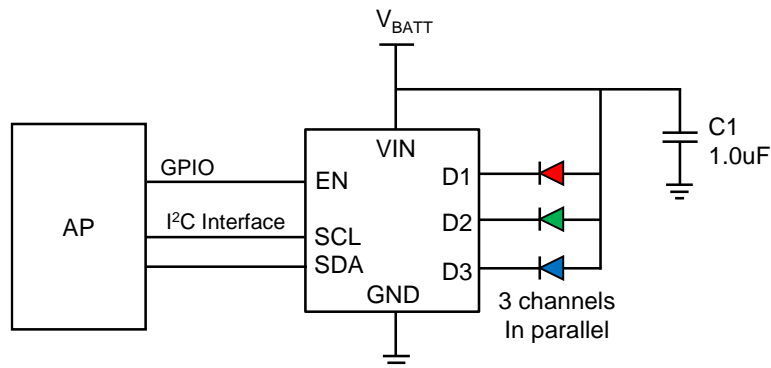 V_BATT
C1
1.0uF
VIN
GPIO
EN
D1
AP
I²C Interface
D2
SCL
SDA
D3
GND
3 channels
In parallel